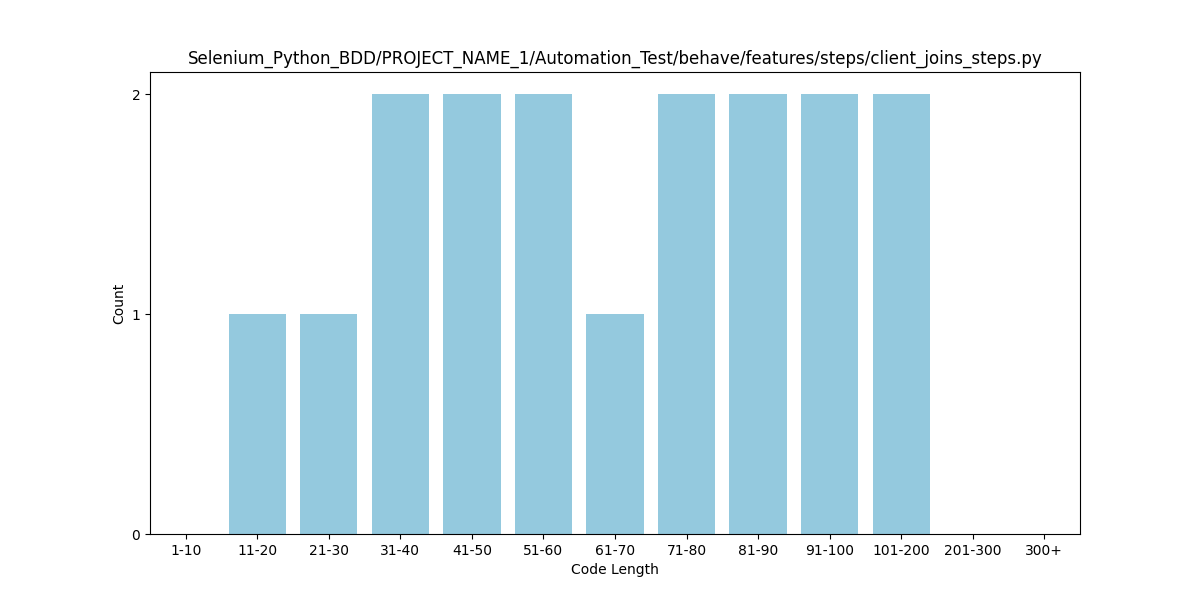 Selenium_Python_BDD/PROJECT_NAME_1/Automation_Test/behave/features/steps/client_joins_steps.py
2
1
0
Count
1-10 11-20 21-30 31-40 41-50 51-60 61-70 71-80 81-90 91-100 101-200 201-300 300+
Code Length